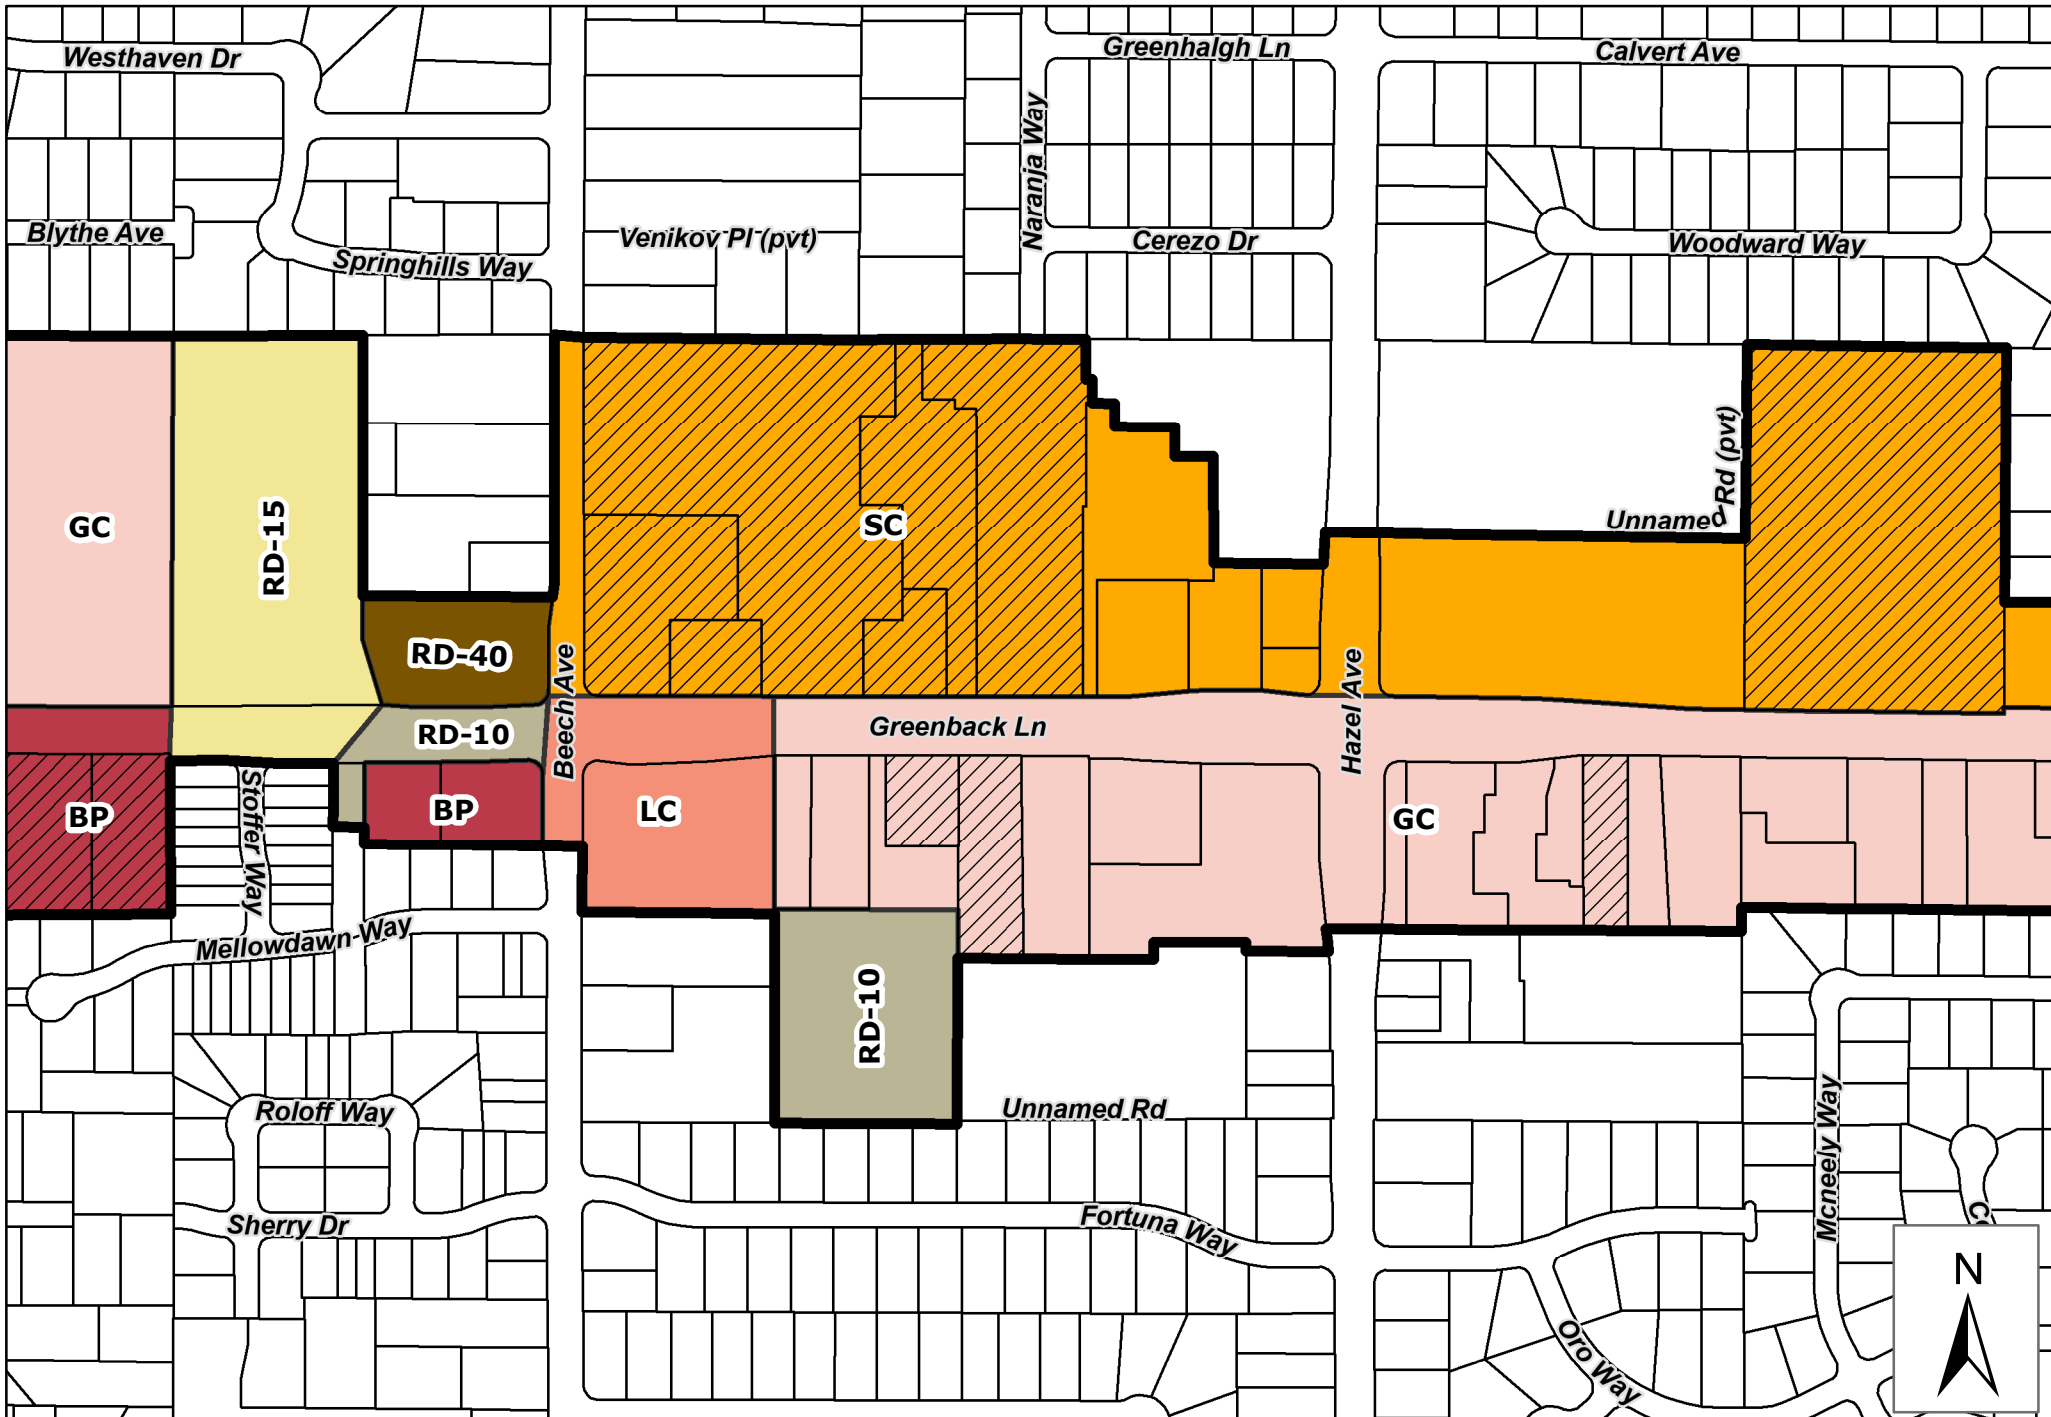 Greenhalgh Ln
Calvert Ave
Westhaven Dr
Naranja Way
Blythe Ave
Venikov Pl (pvt)
Cerezo Dr
Woodward Way
Springhills Way
GC
RD-15
SC
Unnamed Rd (pvt)
RD-40
Beech Ave
Hazel Ave
RD-10
Greenback Ln
BP
Stoffer Way
BP
LC
GC
Mellowdawn Way
RD-10
Roloff Way
Unnamed Rd
Mcneely Way
Sherry Dr
Fortuna Way
N
Oro Way